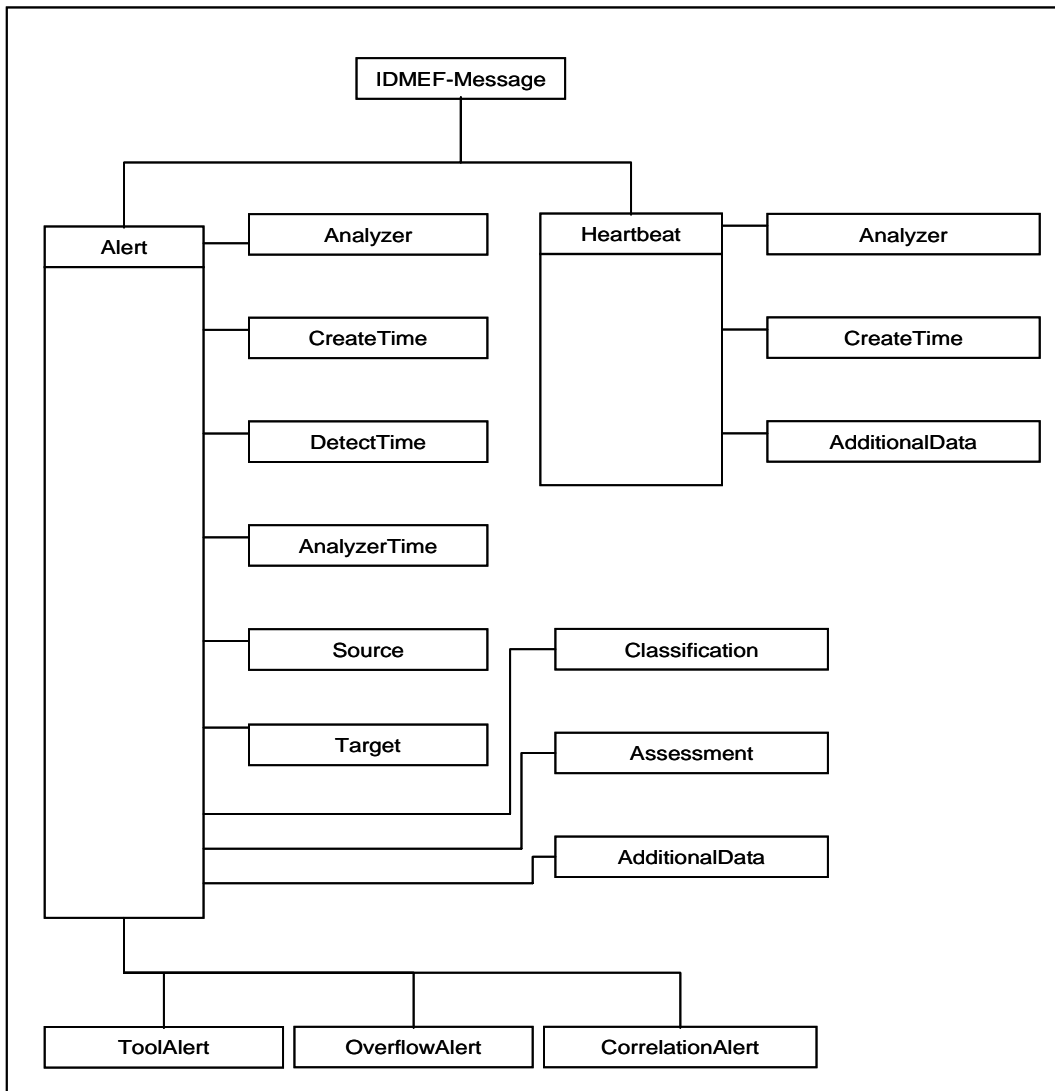 IDMEF-Message
Alert
Analyzer
CreateTime
DetectTime
AnalyzerTime
Source
Target
Heartbeat
Analyzer
CreateTime
AdditionalData
Classification
Assessment
AdditionalData
ToolAlert
OverflowAlert
CorrelationAlert